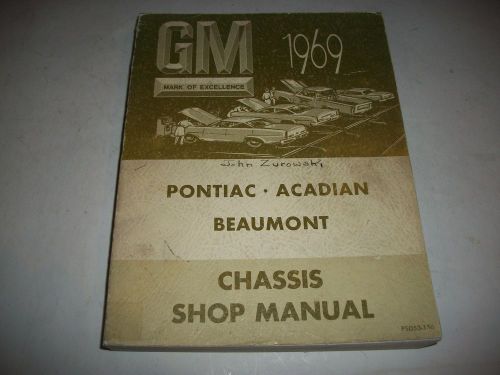 GM 1969
MARK OF EXCELLENCE
John Zurowski
PONTIAC • ACADIAN
BEAUMONT
CHASSIS
SHOP MANUAL